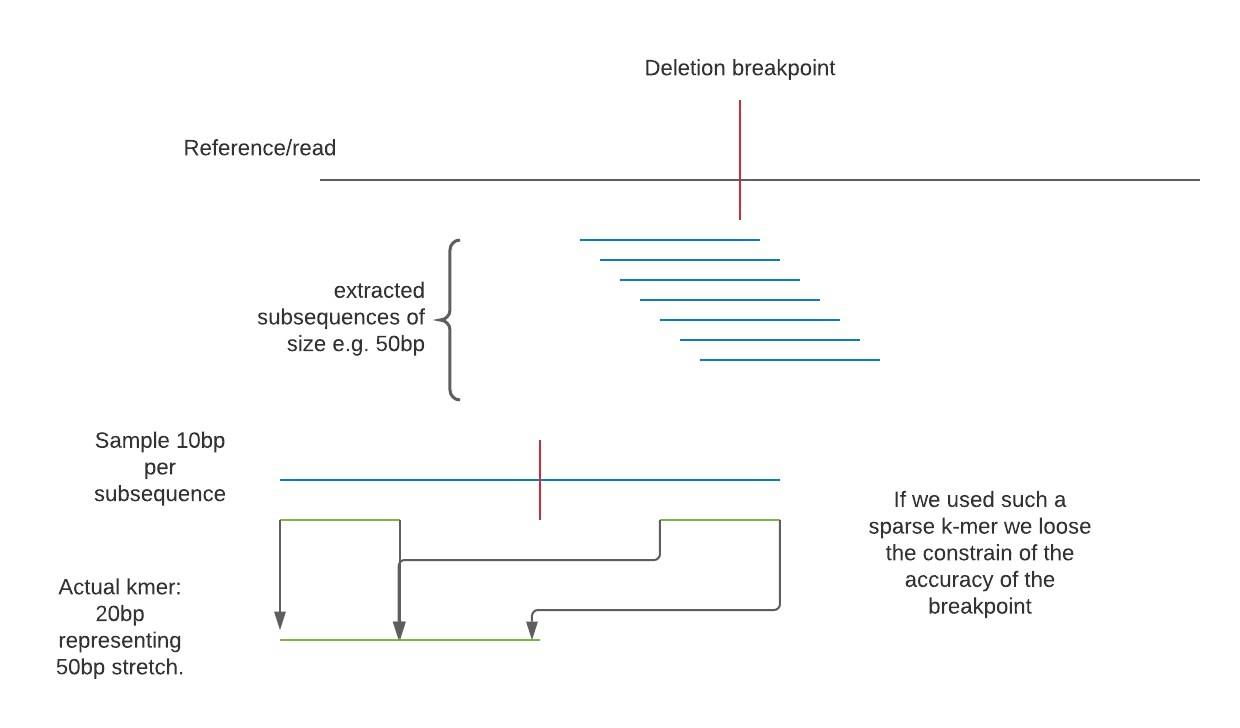 Deletion breakpoint
Reference/read
extracted
subsequences of
size e.g. 50bp
Sample 10bp
per
subsequence
If we used such a
sparse k-mer we loose
the constrain of the
accuracy of the
breakpoint
Actual kmer:
20bp
representing
50bp stretch.